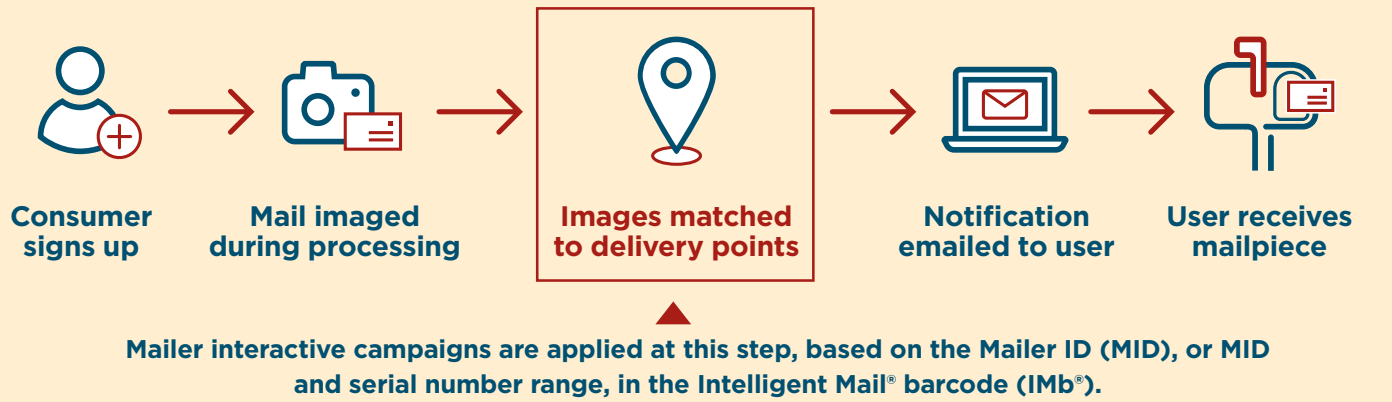 Consumer
signs up
Mail imaged
during processing
Images matched
to delivery points
Notification
emailed to user
User receives
mailpiece
Mailer interactive campaigns are applied at this step, based on the Mailer ID (MID), or MID
and serial number range, in the Intelligent Mail® barcode (IMb®).